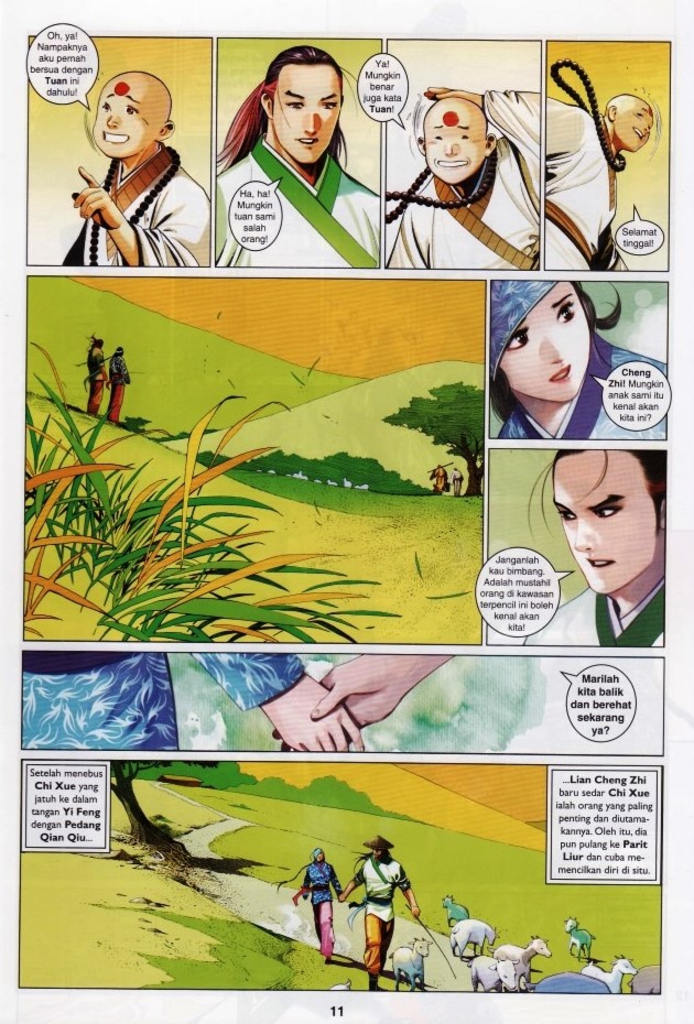 Oh, ya!
Nampaknya
aku pernah
bersua dengan
Tuan ini
dahulu!
Ha, ha!
Mungkin
tuan sami
salah
orang!
Ya!
Mungkin
benar
juga kata
Tuan!
Selamat
tinggal!
Cheng
Zhi! Mungkin
anak sami itu
kenal akan
kita ini?
Janganlah
kau bimbang.
Adalah mustahil
orang di kawasan
terpencil ini boleh
kenal akan
kita!
Marilah
kita balik
dan berehat
sekarang
ya?
Setelah menebus
Chi Xue yang
jatuh ke dalam
tangan Yi Feng
dengan Pedang
Qian Qiu...
...Lian Cheng Zhi
baru sedar Chi Xue
ialah orang yang paling
penting dan diutama-
kannya. Oleh itu, dia
pun pulang ke Parit
Liur dan cuba me-
mencilkan diri di situ.
11